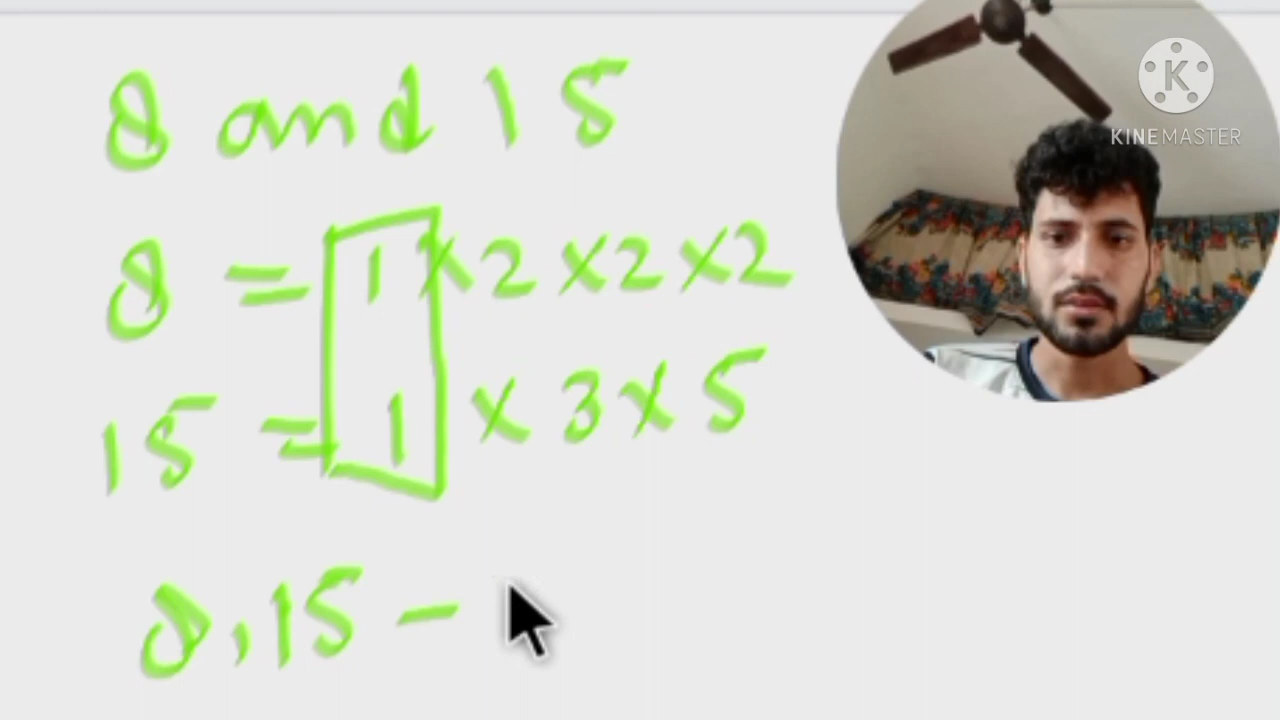 8 and 15
8 = 1 × 2 × 2 × 2
15 = 1 × 3 × 5
8, 15 -
K
KINEMASTER